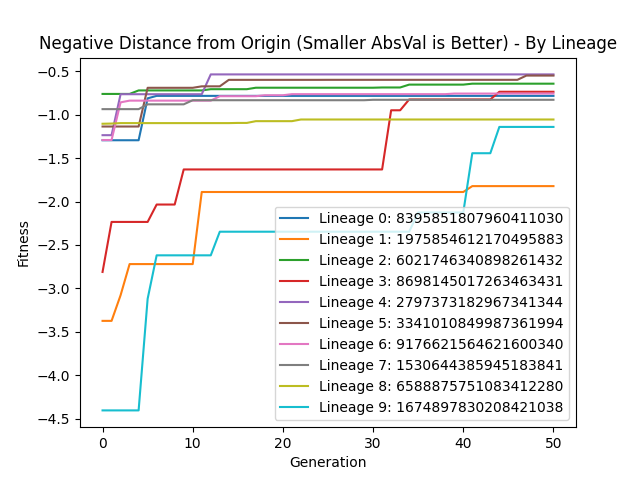 Negative Distance from Origin (Smaller AbsVal is Better) - By Lineage
Fitness
−0.5
−1.0
−1.5
−2.0
−2.5
−3.0
−3.5
−4.0
−4.5
Lineage 0: 8395851807960411030
Lineage 1: 1975854612170495883
Lineage 2: 6021746340898261432
Lineage 3: 8698145017263463431
Lineage 4: 2797373182967341344
Lineage 5: 3341010849987361994
Lineage 6: 9176621564621600340
Lineage 7: 1530644385945183841
Lineage 8: 6588875751083412280
Lineage 9: 1674897830208421038
0 10 20 30 40 50
Generation